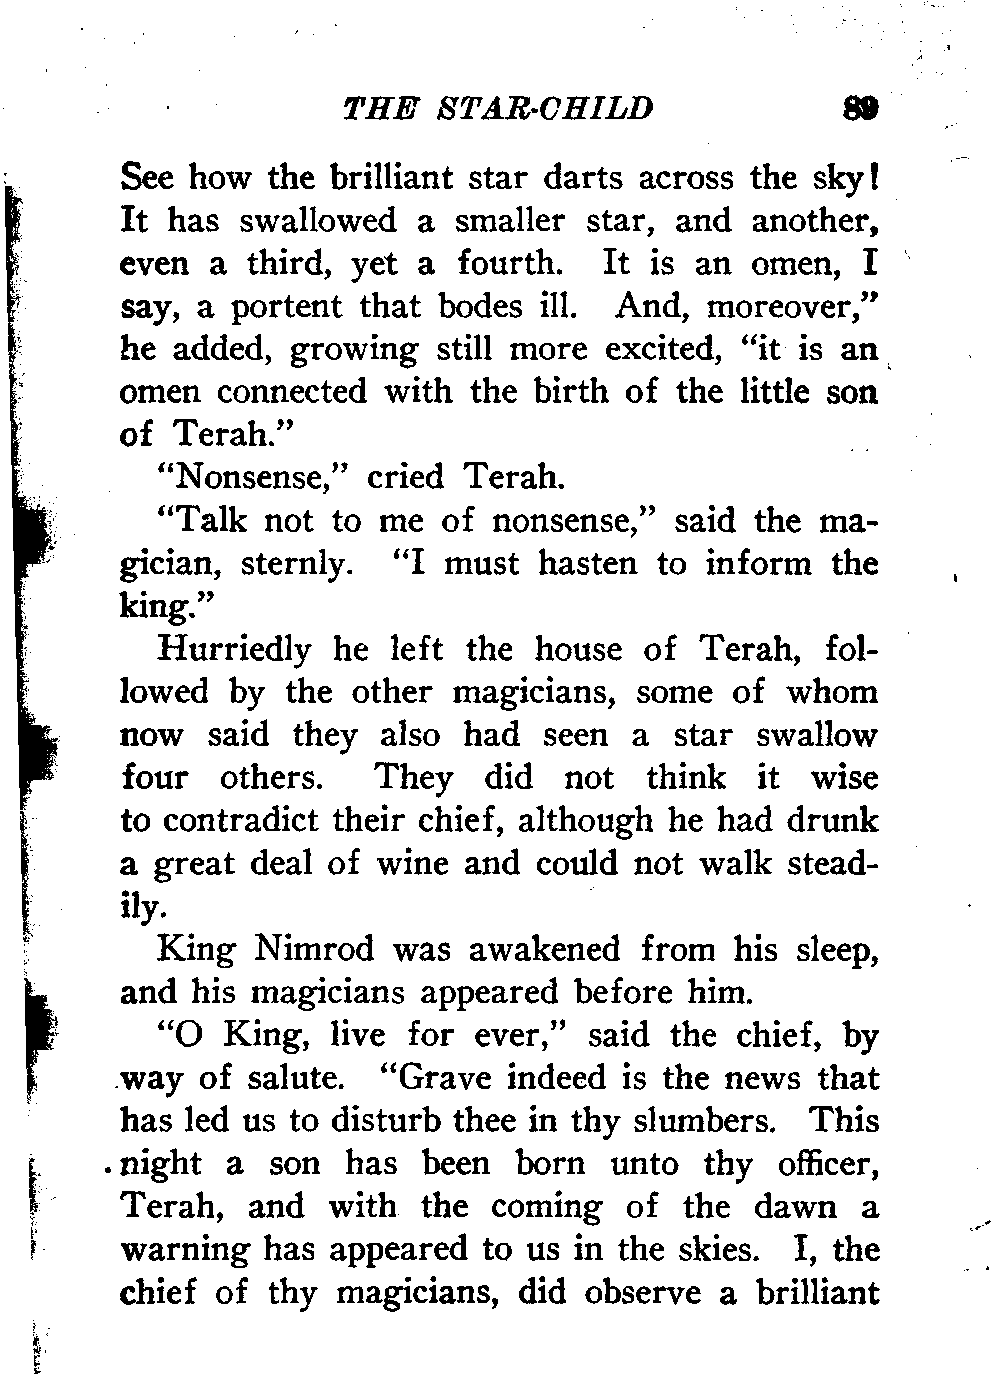 THE STAR-CHILD 89
See how the brilliant star darts across the sky!
It has swallowed a smaller star, and another,
even a third, yet a fourth. It is an omen, I
say, a portent that bodes ill. And, moreover,”
he added, growing still more excited, “it is an
omen connected with the birth of the little son
of Terah.”
“Nonsense,” cried Terah.
“Talk not to me of nonsense,” said the ma-
gician, sternly. “I must hasten to inform the
king.”
Hurriedly he left the house of Terah, fol-
lowed by the other magicians, some of whom
now said they also had seen a star swallow
four others. They did not think it wise
to contradict their chief, although he had drunk
a great deal of wine and could not walk stead-
ily.
King Nimrod was awakened from his sleep,
and his magicians appeared before him.
“O King, live for ever,” said the chief, by
way of salute. “Grave indeed is the news that
has led us to disturb thee in thy slumbers. This
night a son has been born unto thy officer,
Terah, and with the coming of the dawn a
warning has appeared to us in the skies. I, the
chief of thy magicians, did observe a brilliant